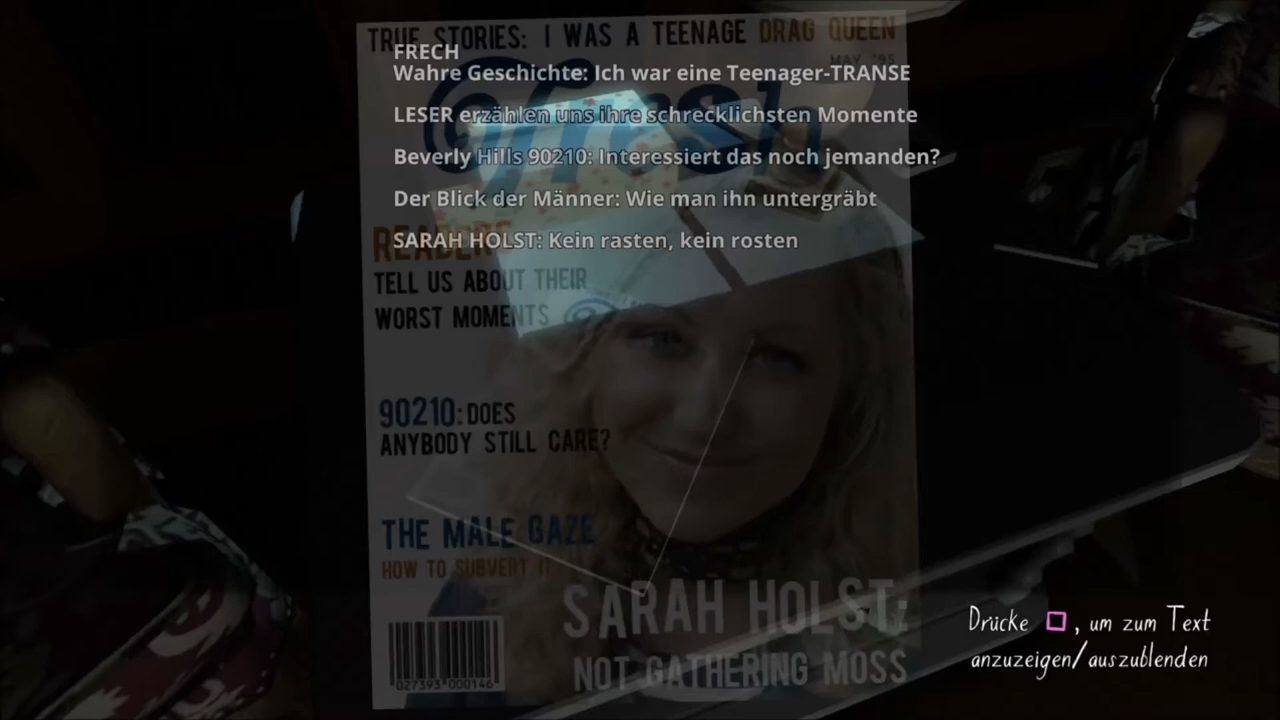 TRUE STORIES: I WAS A TEENAGE DRAG QUEEN
MAY '95
fresh
READERS
TELL US ABOUT THEIR
WORST MOMENTS
90210: DOES
ANYBODY STILL CARE?
THE MALE GAZE
HOW TO SUBVERT IT
SARAH HOLST:
NOT GATHERING MOSS
027393 000146
FRECH
Wahre Geschichte: Ich war eine Teenager-TRANSE
LESER erzählen uns ihre schrecklichsten Momente
Beverly Hills 90210: Interessiert das noch jemanden?
Der Blick der Männer: Wie man ihn untergräbt
SARAH HOLST: Kein rasten, kein rosten
Drücke □, um zum Text
anzuzeigen/auszublenden